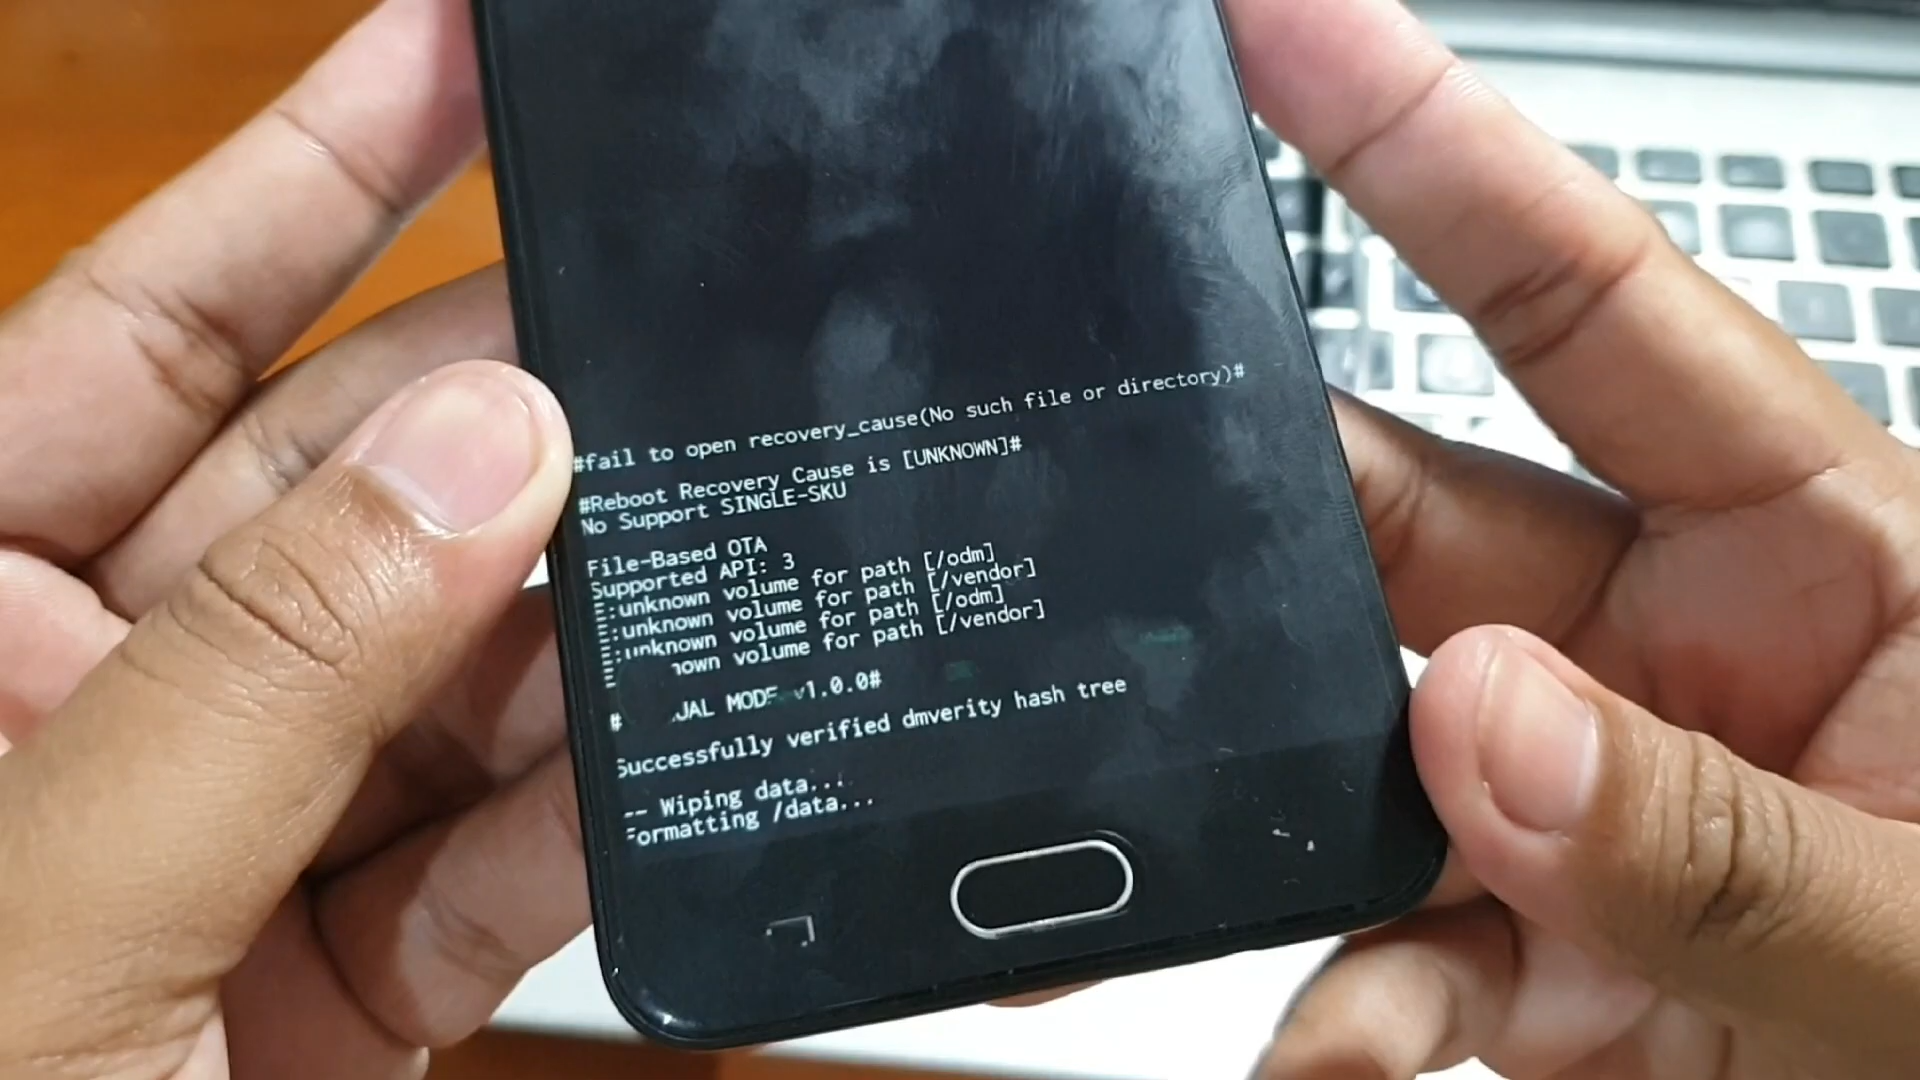 #fail to open recovery_cause(No such file or directory)#
#Reboot Recovery Cause is [UNKNOWN]#
No Support SINGLE-SKU
File-Based OTA
Supported API: 3
E:unknown volume for path [/odm]
E:unknown volume for path [/vendor]
E:unknown volume for path [/odm]
volume for path [/vendor]
# MODE v1.0.0#
Successfully verified dmverity hash tree
-- Wiping data...
Formatting /data...